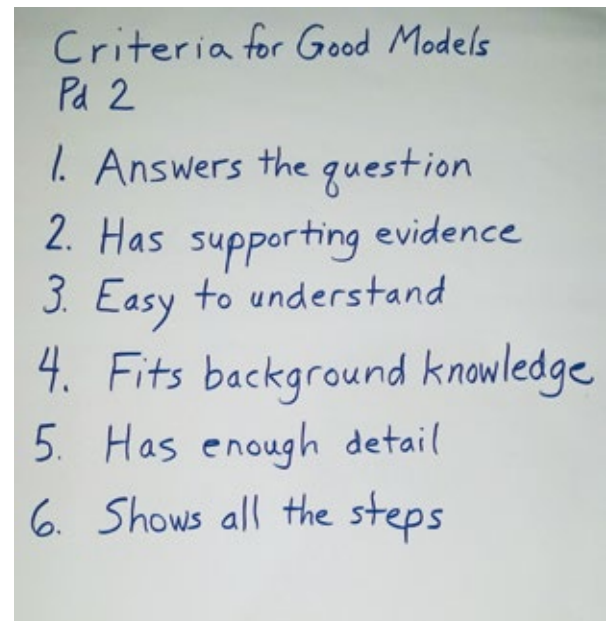 Criteria for Good Models
Pd 2
1. Answers the question
2. Has supporting evidence
3. Easy to understand
4. Fits background knowledge
5. Has enough detail
6. Shows all the steps